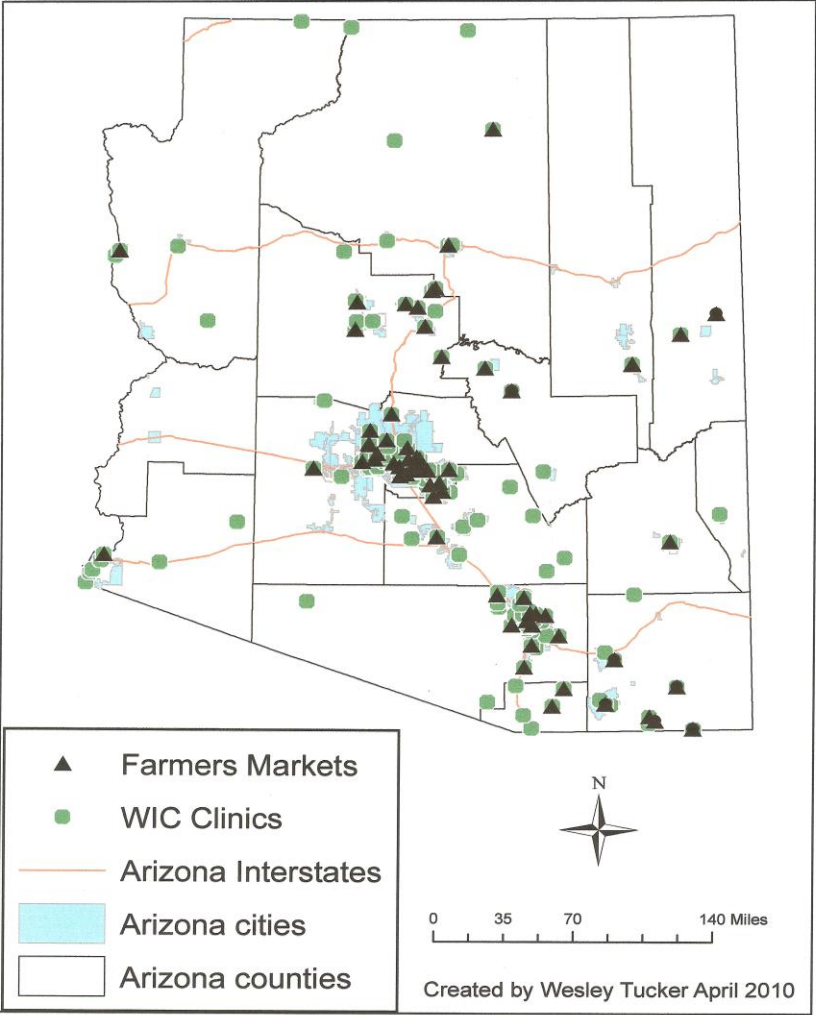 Farmers Markets
WIC Clinics
Arizona Interstates
Arizona cities
Arizona counties
N
0 35 70 140 Miles
Created by Wesley Tucker April 2010